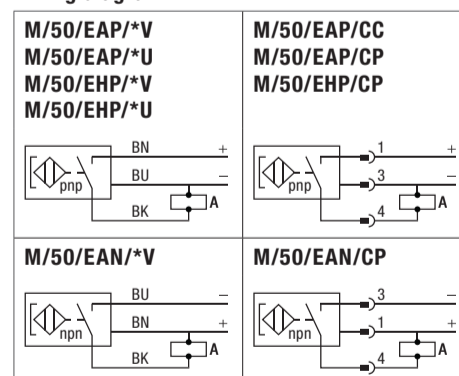 M/50/EAP/*V
M/50/EAP/*U
M/50/EHP/*V
M/50/EHP/*U
BN +
BU −
pnp
BK A
M/50/EAP/CC
M/50/EAP/CP
M/50/EHP/CP
1 +
3 −
pnp
4 A
M/50/EAN/*V
BU −
BN +
npn
BK A
M/50/EAN/CP
3 −
1 +
npn
4 A